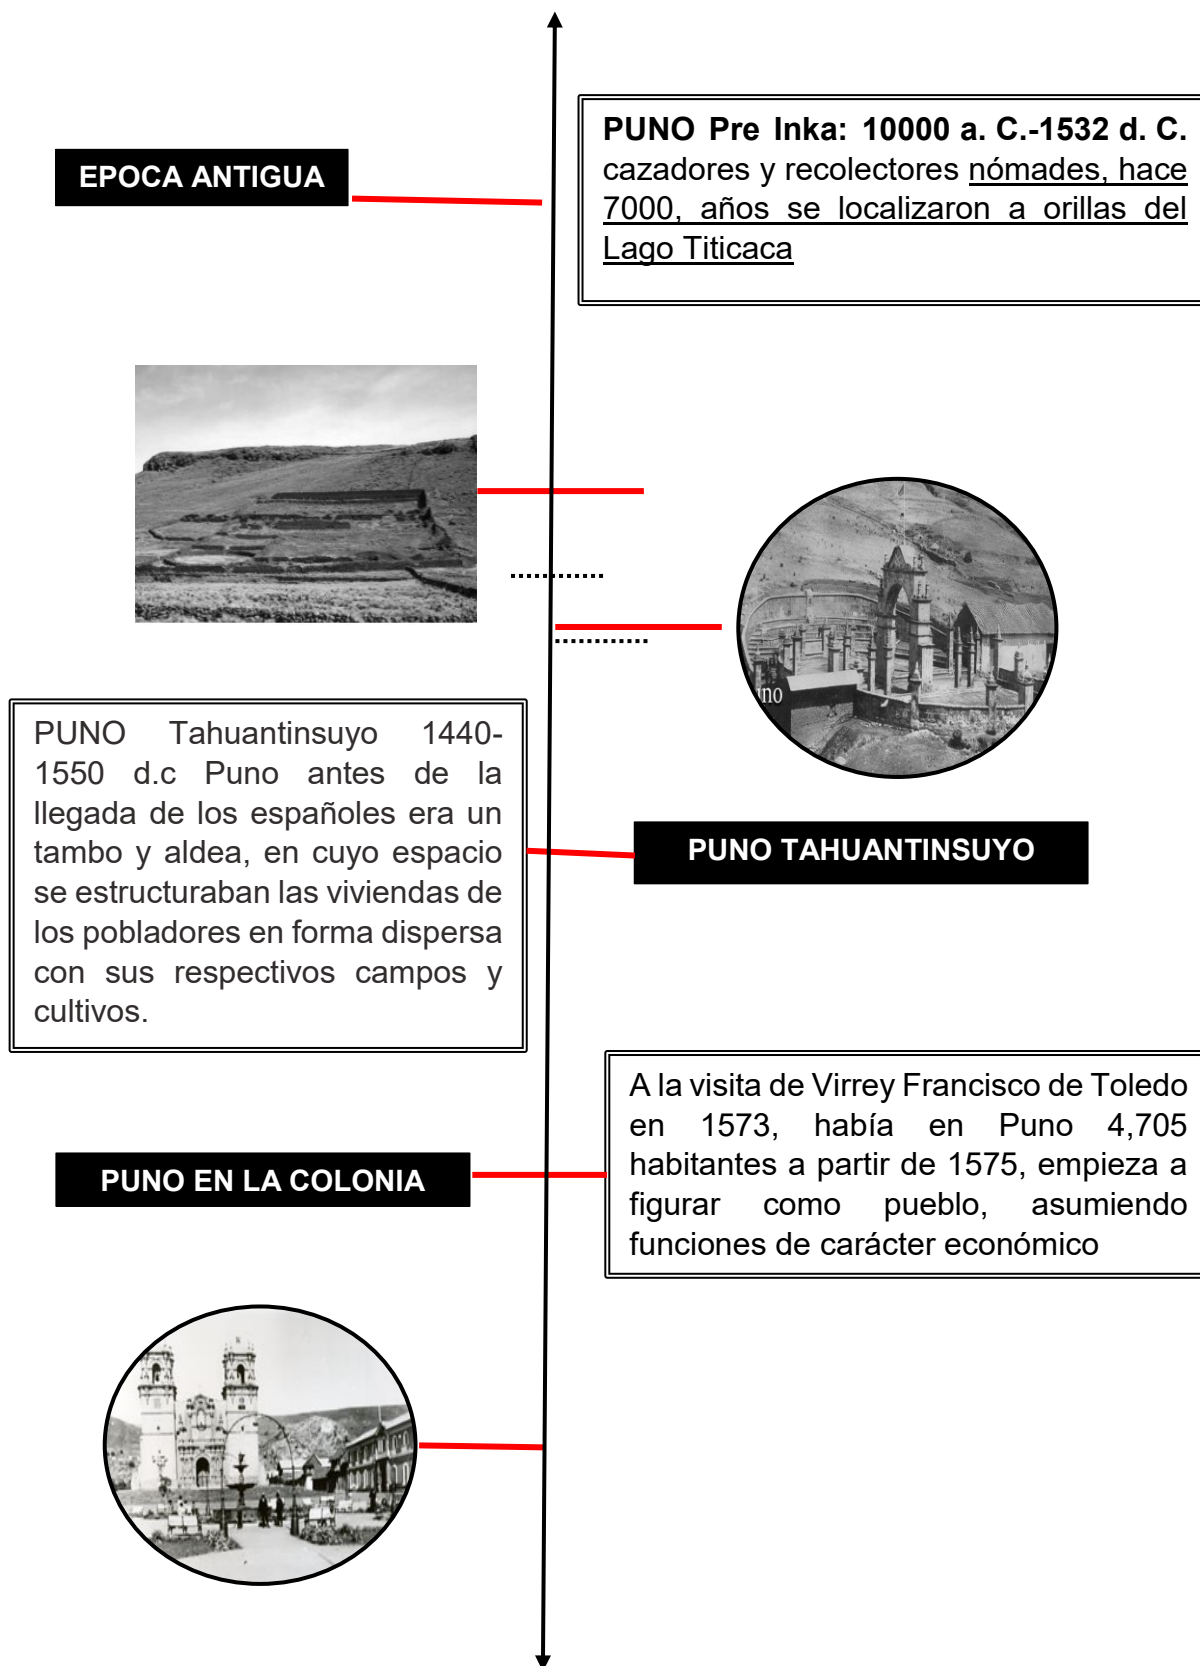 EPOCA ANTIGUA
PUNO Pre Inka: 10000 a. C.-1532 d. C.
cazadores y recolectores nómades, hace
7000, años se localizaron a orillas del
Lago Titicaca
uno
PUNO Tahuantinsuyo 1440-
1550 d.c Puno antes de la
llegada de los españoles era un
tambo y aldea, en cuyo espacio
se estructuraban las viviendas de
los pobladores en forma dispersa
con sus respectivos campos y
cultivos.
PUNO TAHUANTINSUYO
PUNO EN LA COLONIA
A la visita de Virrey Francisco de Toledo
en 1573, había en Puno 4,705
habitantes a partir de 1575, empieza a
figurar como pueblo, asumiendo
funciones de carácter económico